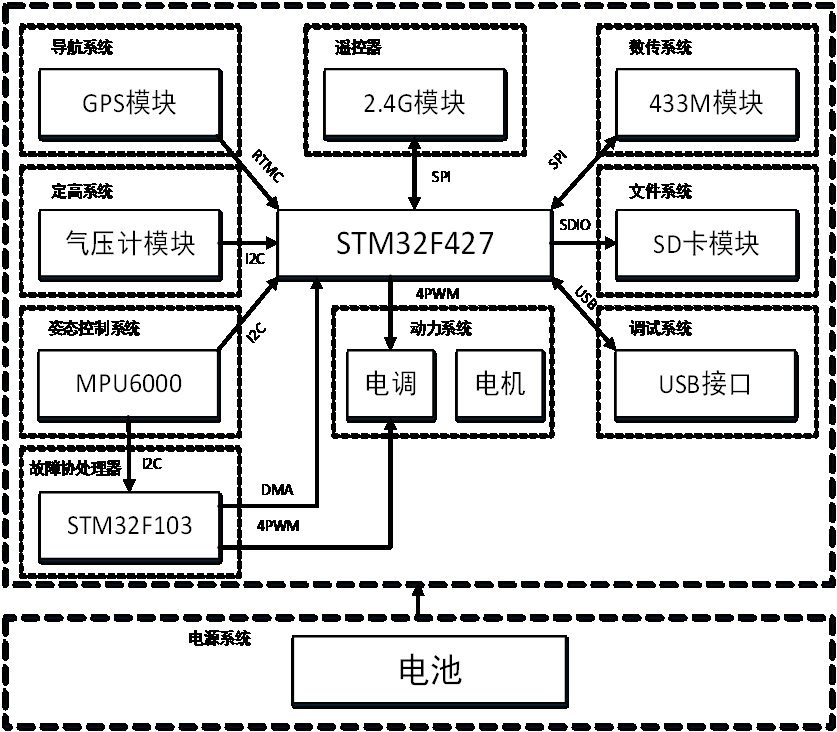 导航系统
GPS模块
遥控器
2.4G模块
数传系统
433M模块
RTMC
SPI
SPI
定高系统
气压计模块
I2C
STM32F427
SDIO
文件系统
SD卡模块
姿态控制系统
MPU6000
I2C
4PWM
动力系统
电调
电机
USB
调试系统
USB接口
I2C
故障协处理器
STM32F103
DMA
4PWM
电源系统
电池